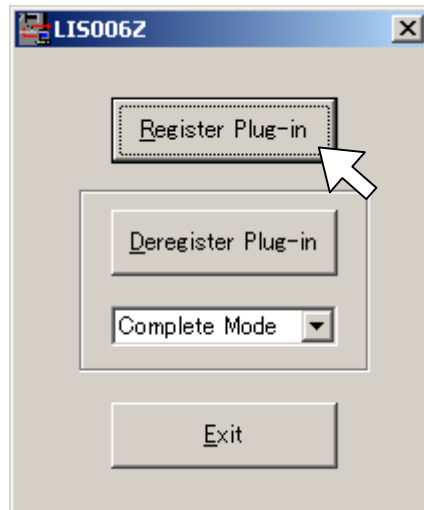 LIS006Z
Register Plug-in
Deregister Plug-in
Complete Mode
Exit